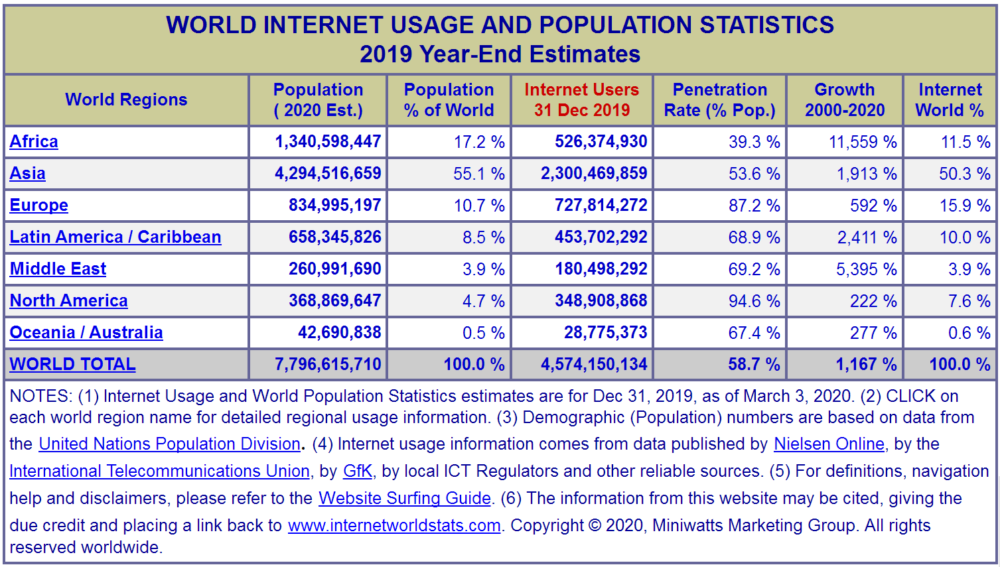 WORLD INTERNET USAGE AND POPULATION STATISTICS
2019 Year-End Estimates
World Regions Population ( 2020 Est.) Population % of World Internet Users 31 Dec 2019 Penetration Rate (% Pop.) Growth 2000-2020 Internet World %
Africa 1,340,598,447 17.2 % 526,374,930 39.3 % 11,559 % 11.5 %
Asia 4,294,516,659 55.1 % 2,300,469,859 53.6 % 1,913 % 50.3 %
Europe 834,995,197 10.7 % 727,814,272 87.2 % 592 % 15.9 %
Latin America / Caribbean 658,345,826 8.5 % 453,702,292 68.9 % 2,411 % 10.0 %
Middle East 260,991,690 3.9 % 180,498,292 69.2 % 5,395 % 3.9 %
North America 368,869,647 4.7 % 348,908,868 94.6 % 222 % 7.6 %
Oceania / Australia 42,690,838 0.5 % 28,775,373 67.4 % 277 % 0.6 %
WORLD TOTAL 7,796,615,710 100.0 % 4,574,150,134 58.7 % 1,167 % 100.0 %
NOTES: (1) Internet Usage and World Population Statistics estimates are for Dec 31, 2019, as of March 3, 2020. (2) CLICK on
each world region name for detailed regional usage information. (3) Demographic (Population) numbers are based on data from
the United Nations Population Division. (4) Internet usage information comes from data published by Nielsen Online, by the
International Telecommunications Union, by GfK, by local ICT Regulators and other reliable sources. (5) For definitions, navigation
help and disclaimers, please refer to the Website Surfing Guide. (6) The information from this website may be cited, giving the
due credit and placing a link back to www.internetworldstats.com. Copyright © 2020, Miniwatts Marketing Group. All rights
reserved worldwide.